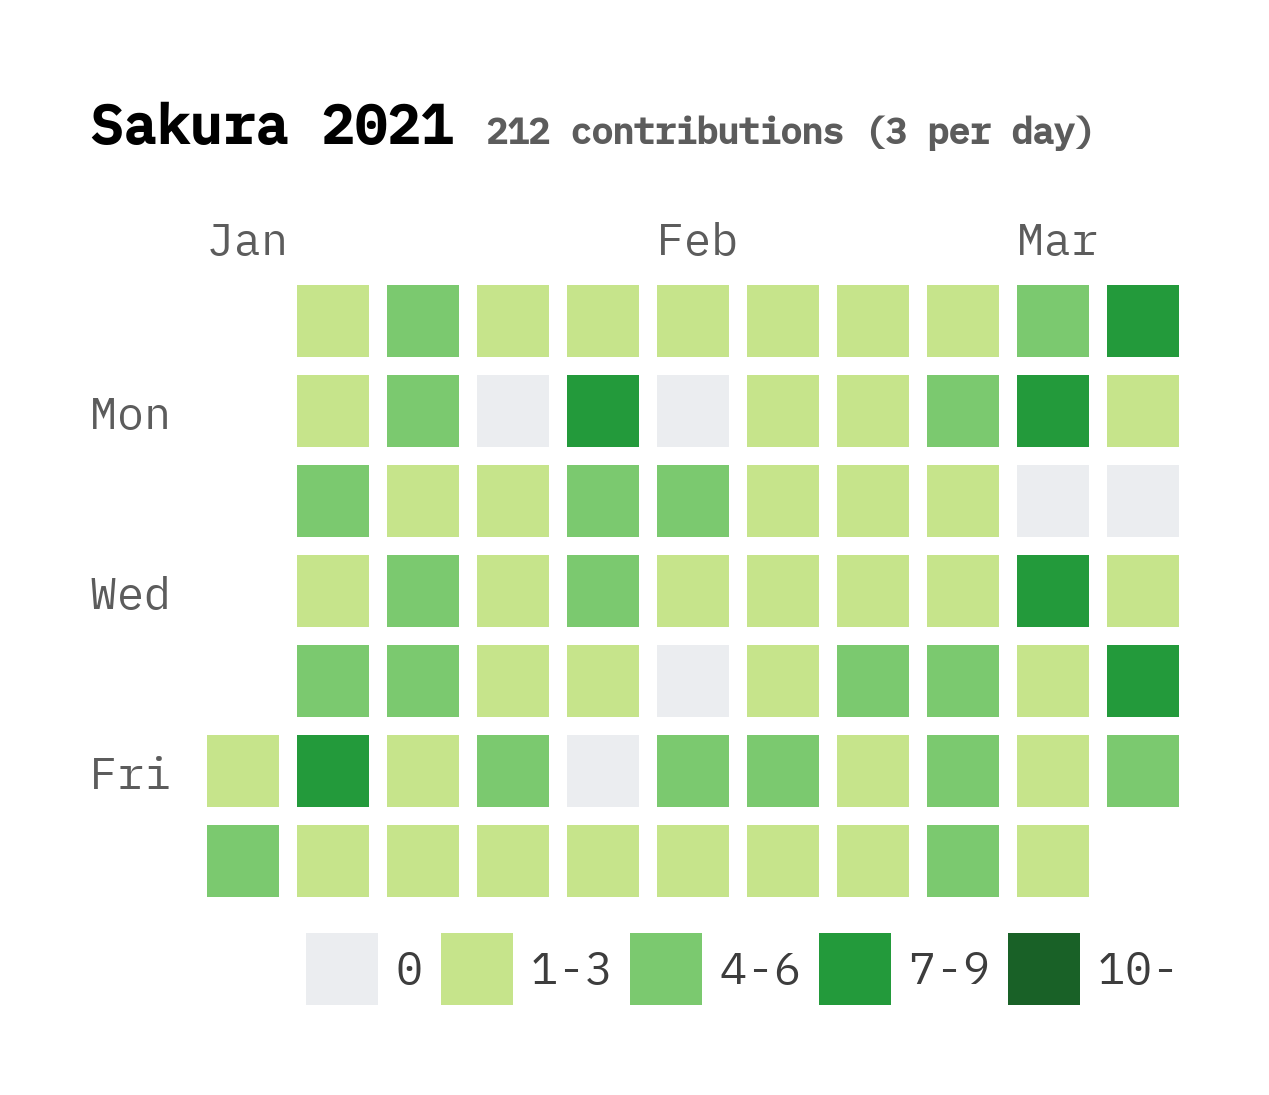 Sakura 2021 212 contributions (3 per day)
Jan Feb Mar
Mon
Wed
Fri
0 1-3 4-6 7-9 10-